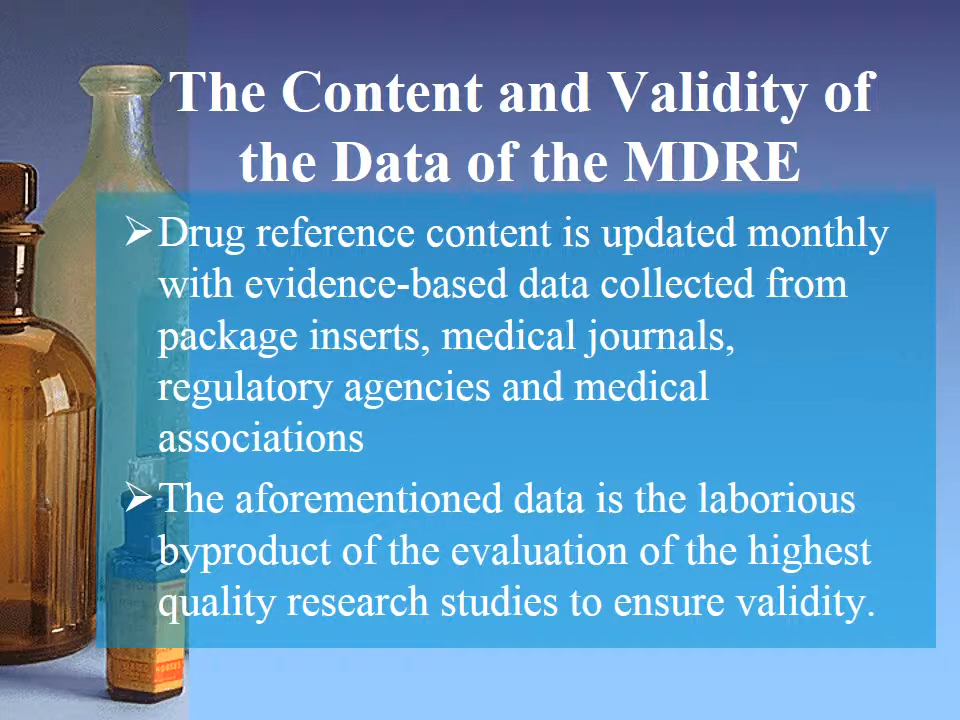 The Content and Validity of
the Data of the MDRE
➢Drug reference content is updated monthly
with evidence-based data collected from
package inserts, medical journals,
regulatory agencies and medical
associations
➢The aforementioned data is the laborious
byproduct of the evaluation of the highest
quality research studies to ensure validity.